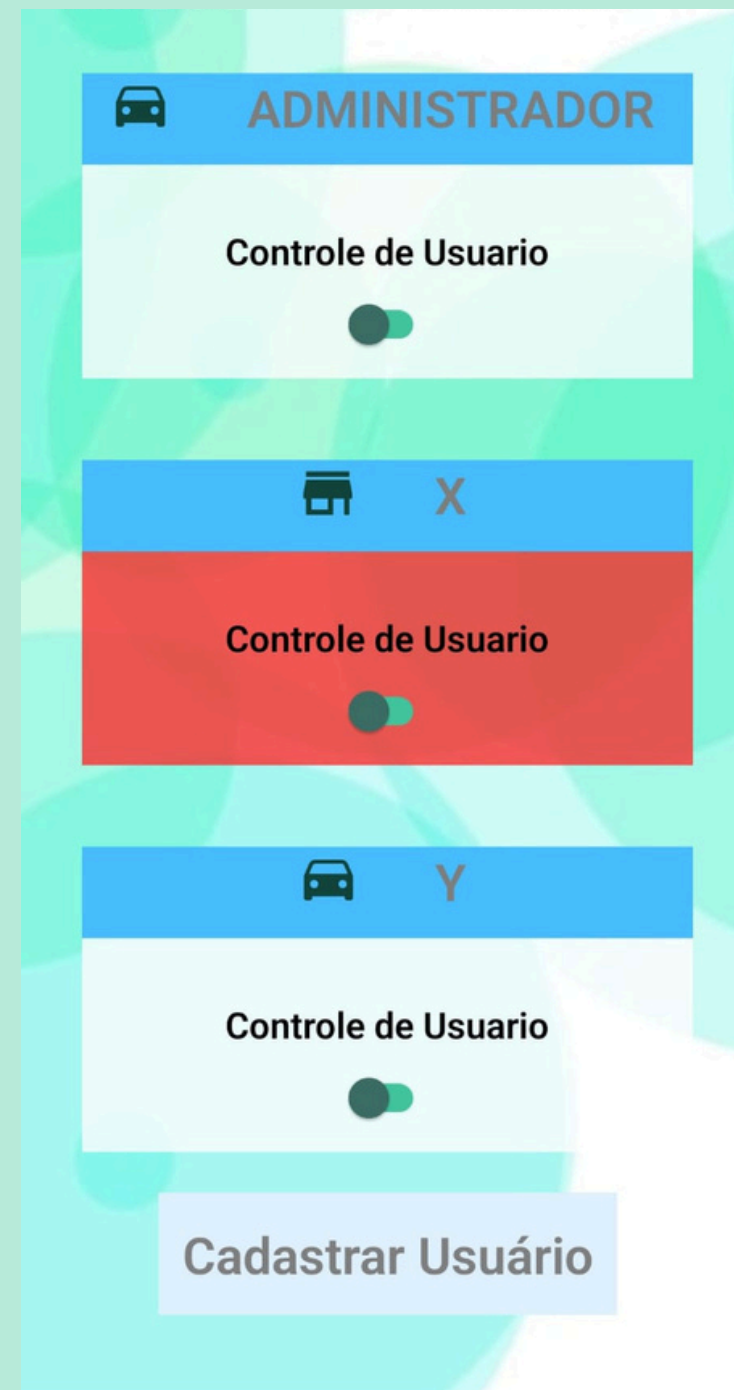 ADMINISTRADOR
Controle de Usuario
X
Controle de Usuario
Y
Controle de Usuario
Cadastrar Usuário